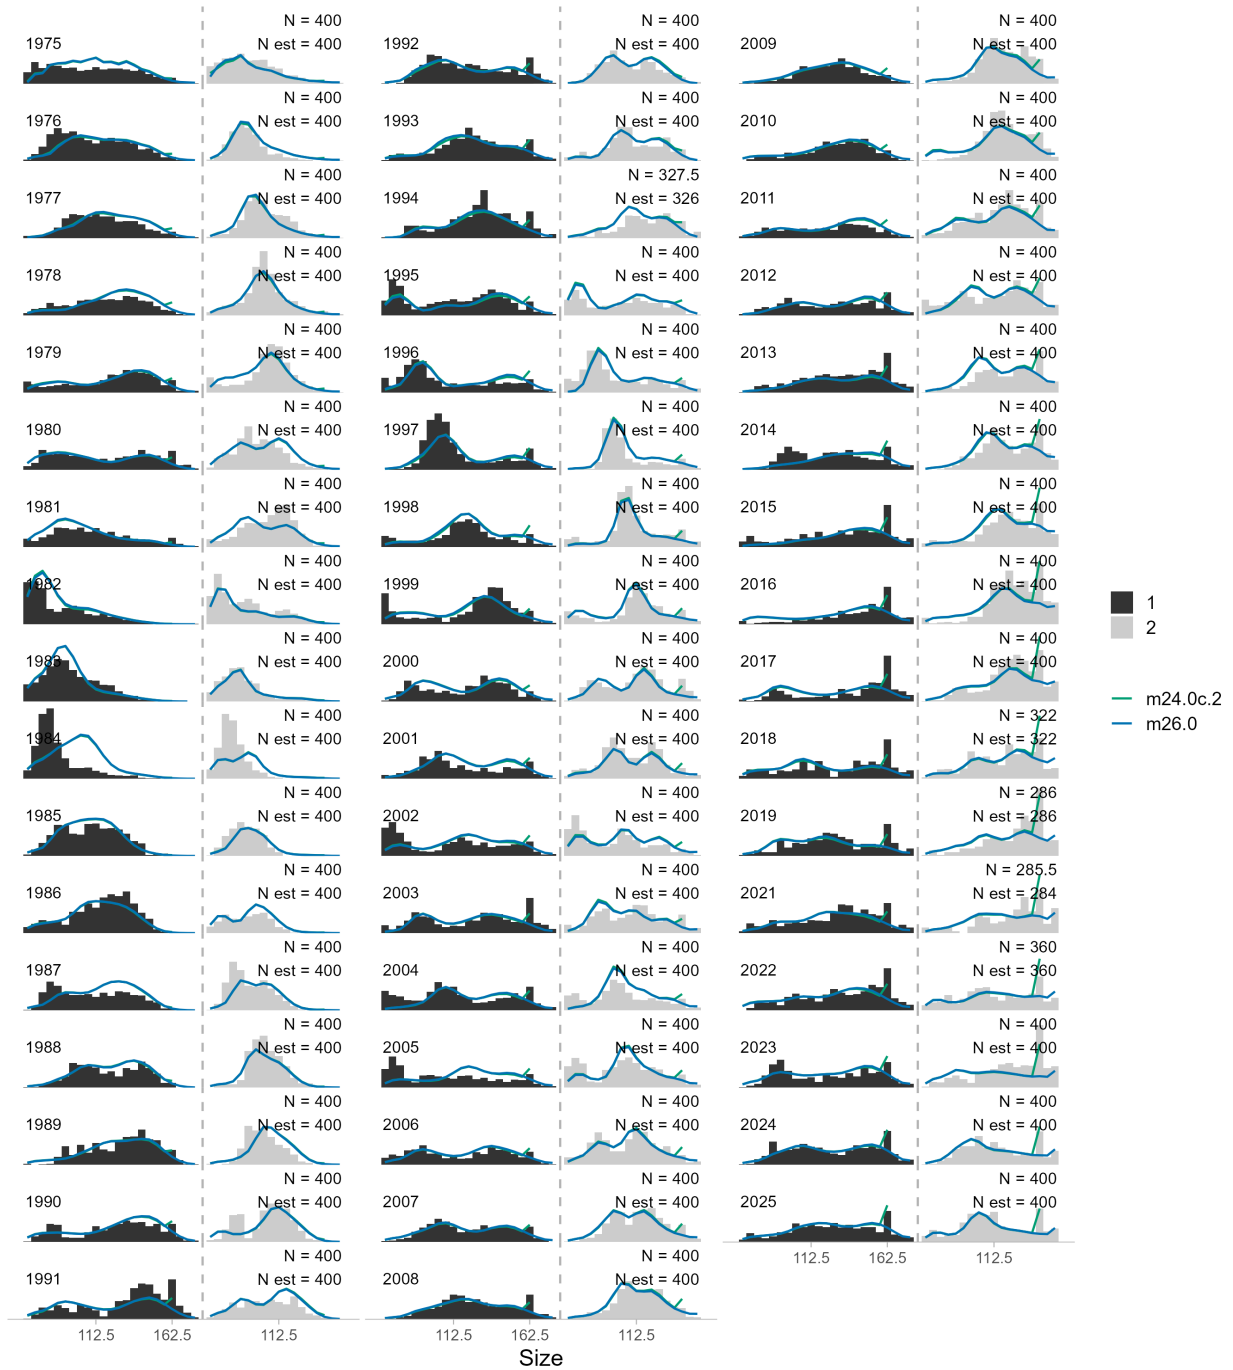 1975
N = 400
N est = 400
1976
N = 400
N est = 400
1977
N = 400
N est = 400
1978
N = 400
N est = 400
1979
N = 400
N est = 400
1980
N = 400
N est = 400
1981
N = 400
N est = 400
1982
N = 400
N est = 400
1983
N = 400
N est = 400
1984
N = 400
N est = 400
1985
N = 400
N est = 400
1986
N = 400
N est = 400
1987
N = 400
N est = 400
1988
N = 400
N est = 400
1989
N = 400
N est = 400
1990
N = 400
N est = 400
1991
N = 400
N est = 400
112.5 162.5 112.5
1992
N = 400
N est = 400
1993
N = 400
N est = 400
1994
N = 327.5
N est = 326
1995
N = 400
N est = 400
1996
N = 400
N est = 400
1997
N = 400
N est = 400
1998
N = 400
N est = 400
1999
N = 400
N est = 400
2000
N = 400
N est = 400
2001
N = 400
N est = 400
2002
N = 400
N est = 400
2003
N = 400
N est = 400
2004
N = 400
N est = 400
2005
N = 400
N est = 400
2006
N = 400
N est = 400
2007
N = 400
N est = 400
2008
N = 400
N est = 400
112.5 162.5 112.5
2009
N = 400
N est = 400
2010
N = 400
N est = 400
2011
N = 400
N est = 400
2012
N = 400
N est = 400
2013
N = 400
N est = 400
2014
N = 400
N est = 400
2015
N = 400
N est = 400
2016
N = 400
N est = 400
2017
N = 400
N est = 400
2018
N = 322
N est = 322
2019
N = 286
N est = 286
2021
N = 285.5
N est = 284
2022
N = 360
N est = 360
2023
N = 400
N est = 400
2024
N = 400
N est = 400
2025
N = 400
N est = 400
112.5 162.5 112.5
Size
1
2
m24.0c.2
m26.0